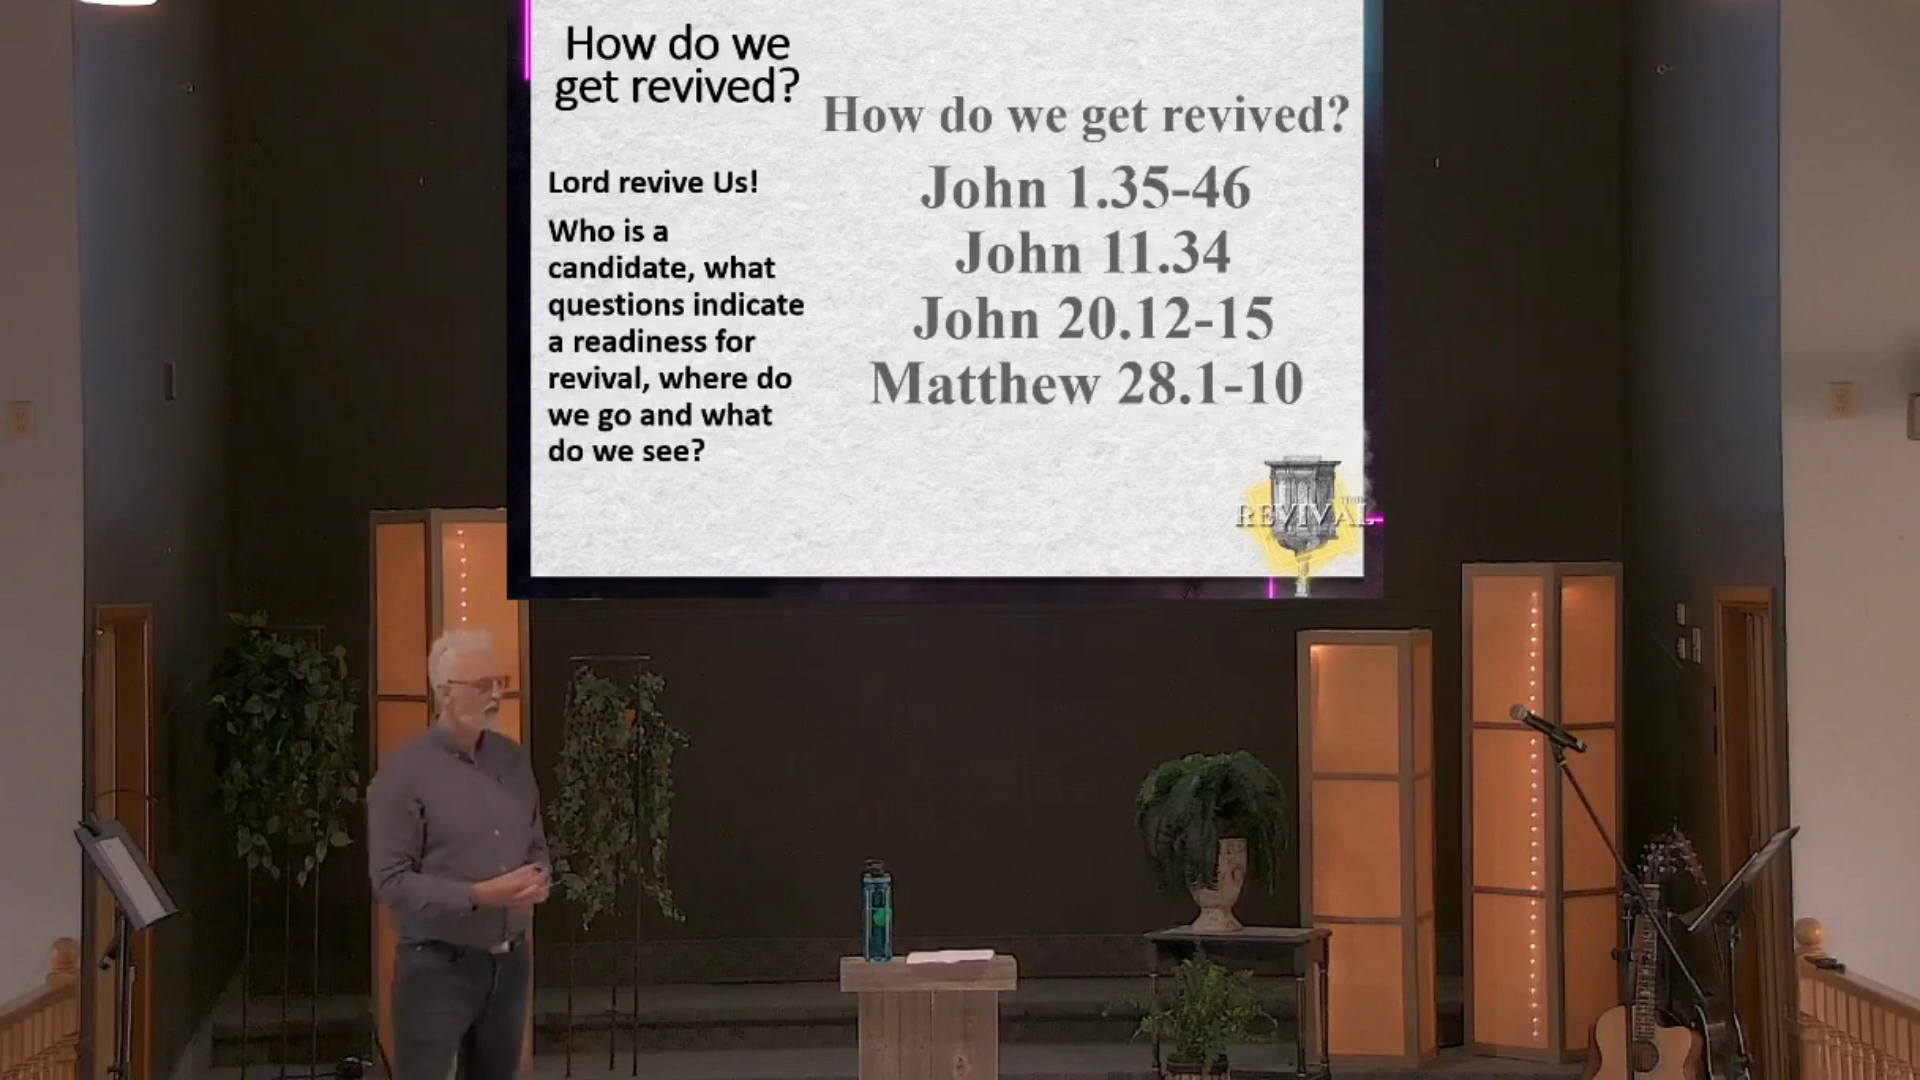 How do we
get revived?
Lord revive Us!
Who is a
candidate, what
questions indicate
a readiness for
revival, where do
we go and what
do we see?
How do we get revived?
John 1.35-46
John 11.34
John 20.12-15
Matthew 28.1-10
REVIVAL